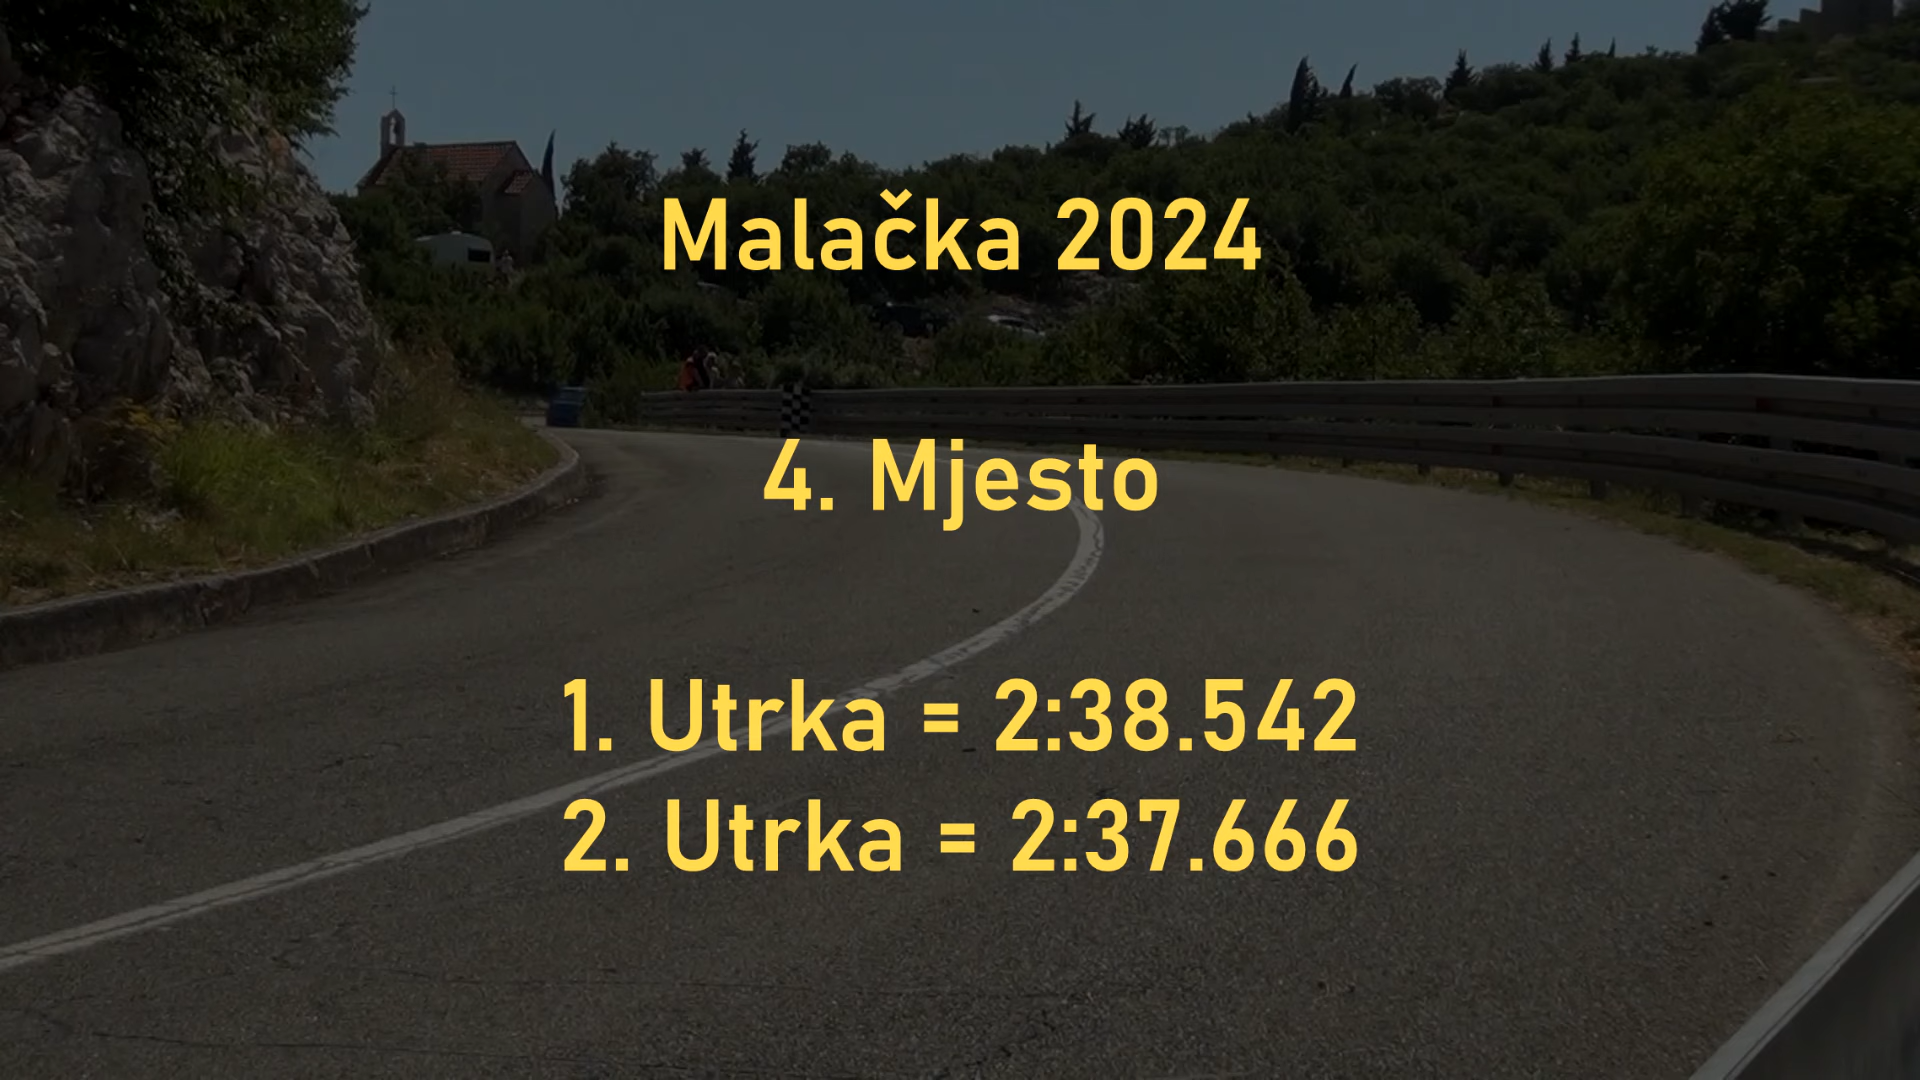 Malačka 2024
4. Mjesto
1. Utrka = 2:38.542
2. Utrka = 2:37.666